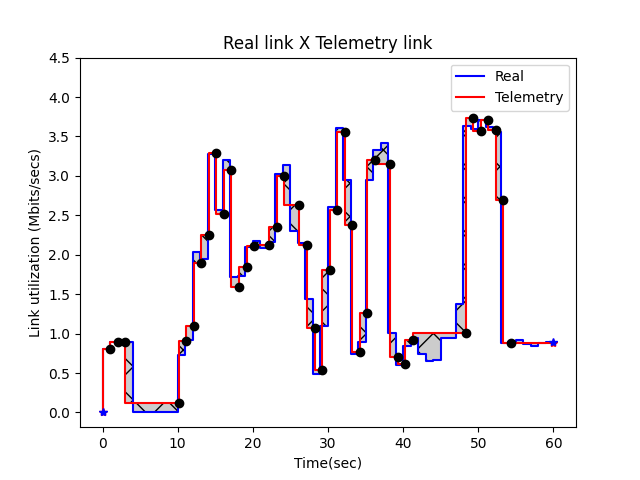 Real link X Telemetry link
Real
Telemetry
Link utilization (Mbits/secs)
4.5
4.0
3.5
3.0
2.5
2.0
1.5
1.0
0.5
0.0
0 10 20 30 40 50 60
Time(sec)